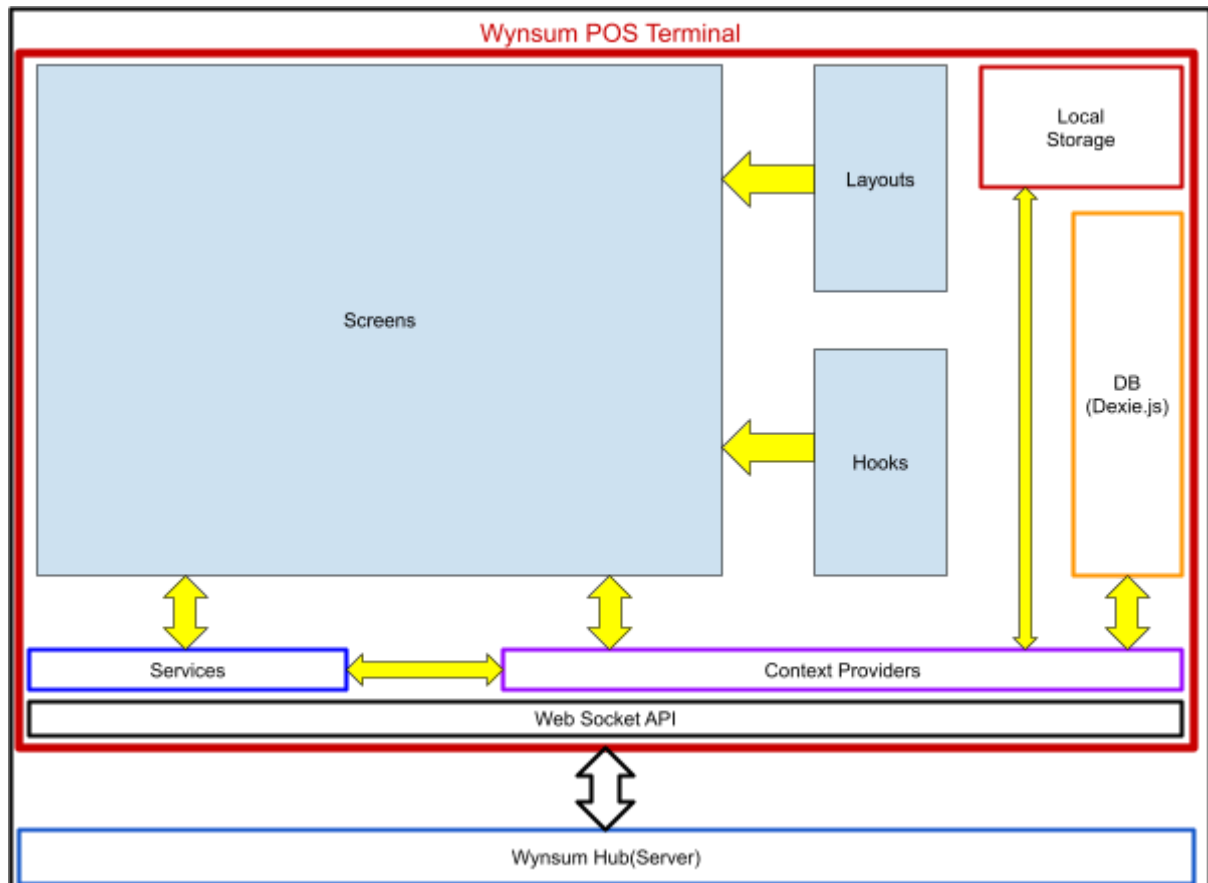 Wynsum POS Terminal
Local
Storage
Layouts
Screens
DB
(Dexie.js)
Hooks
Services
Context Providers
Web Socket API
Wynsum Hub(Server)